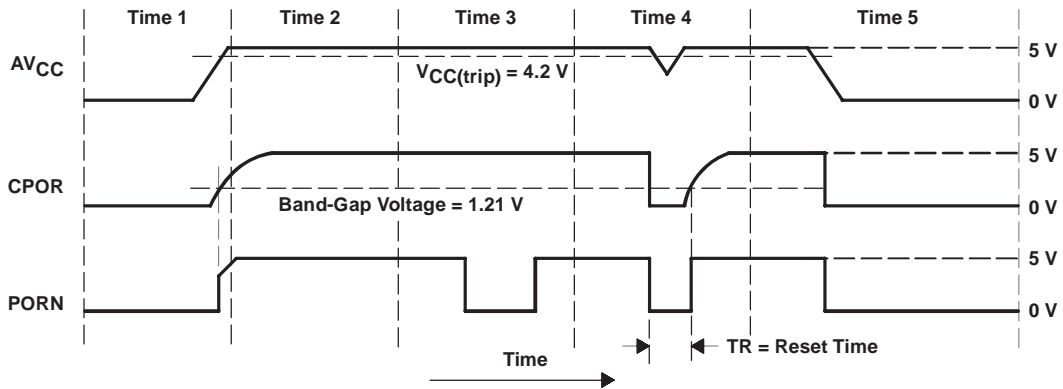 Time 1 Time 2 Time 3 Time 4 Time 5
AVCC
VCC(trip) = 4.2 V
5 V
0 V
CPOR
Band-Gap Voltage = 1.21 V
5 V
0 V
PORN
5 V
0 V
TR = Reset Time
Time